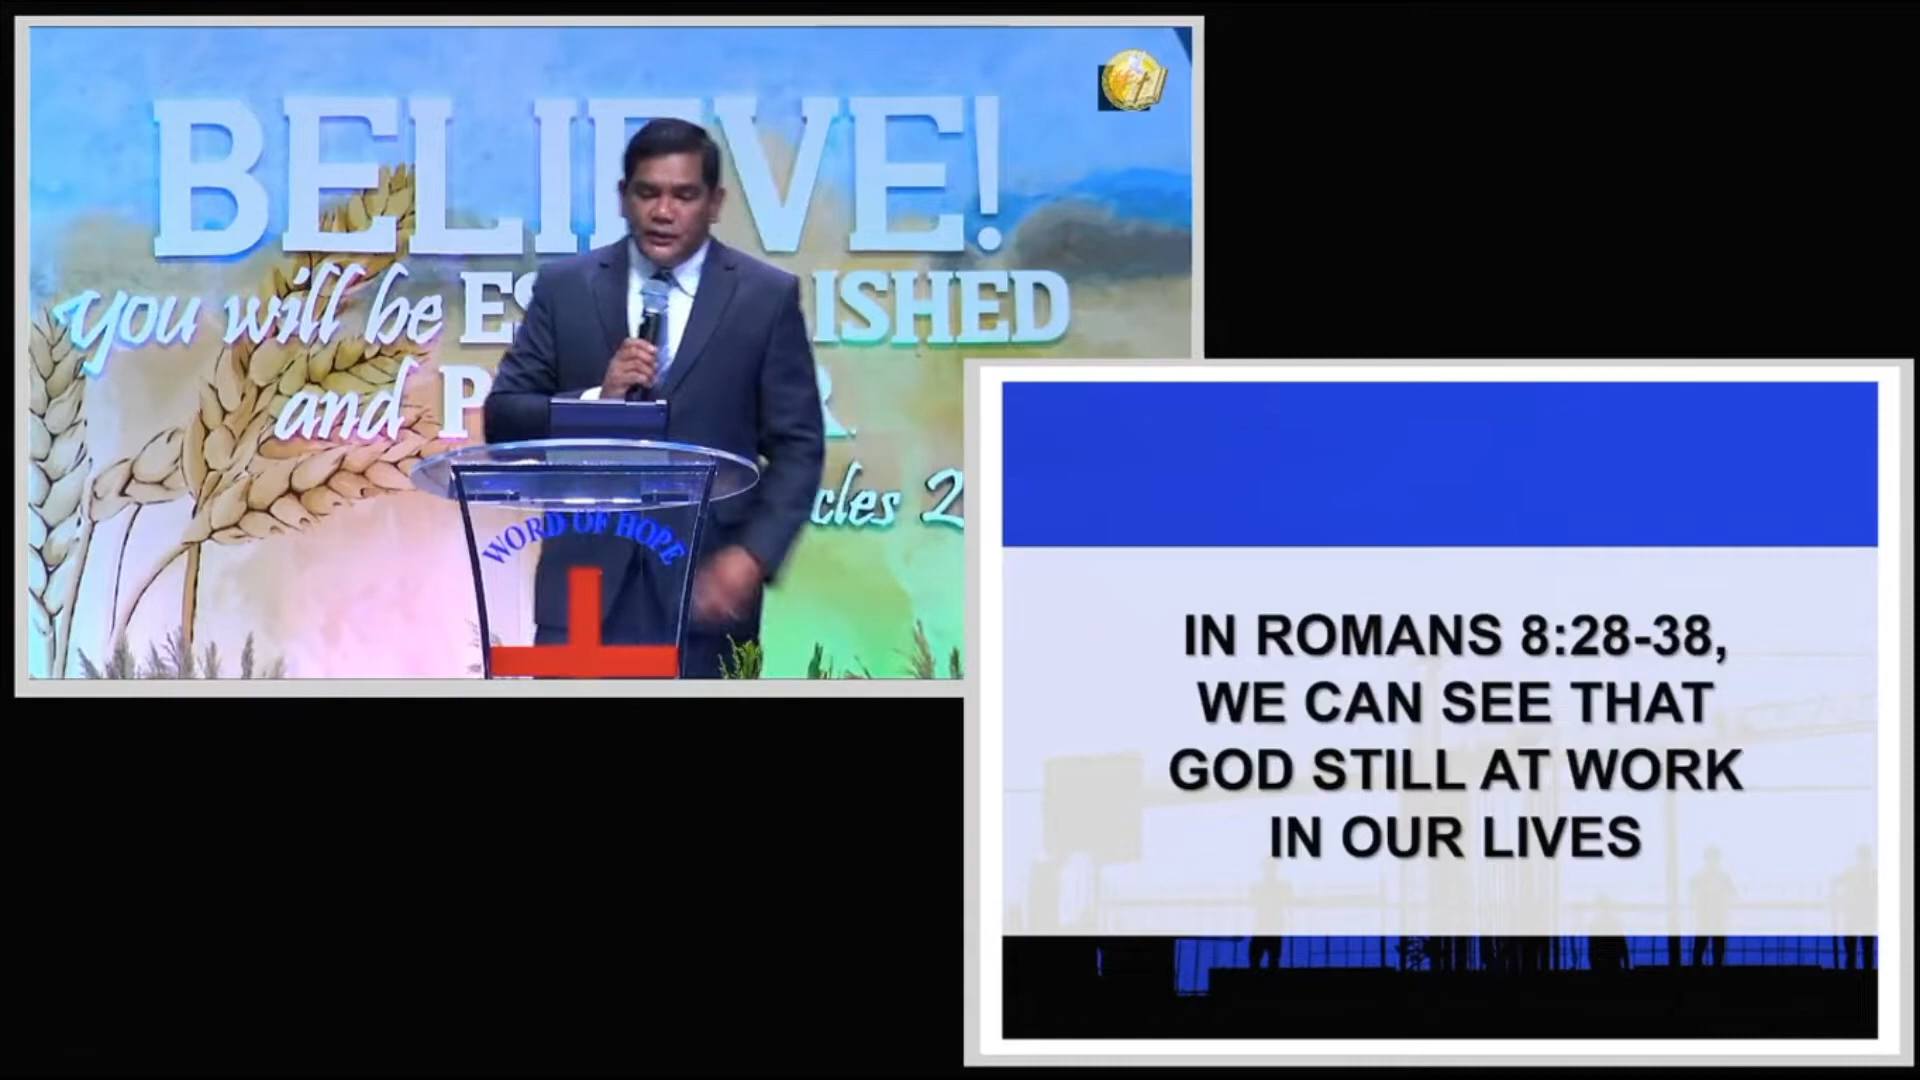 BELIEVE!
you will be
and
cles 2
WORD OF HOPE
IN ROMANS 8:28-38,
WE CAN SEE THAT
GOD STILL AT WORK
IN OUR LIVES